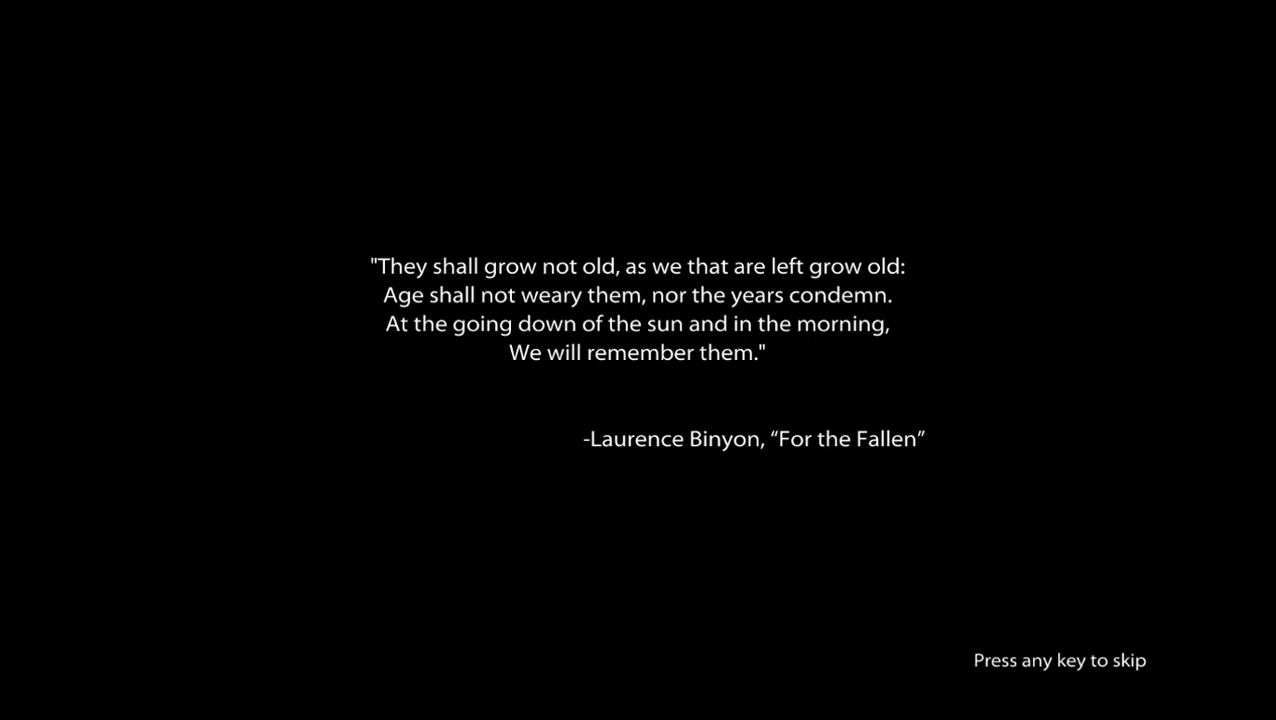 "They shall grow not old, as we that are left grow old:
Age shall not weary them, nor the years condemn.
At the going down of the sun and in the morning,
We will remember them."
-Laurence Binyon, “For the Fallen”
Press any key to skip